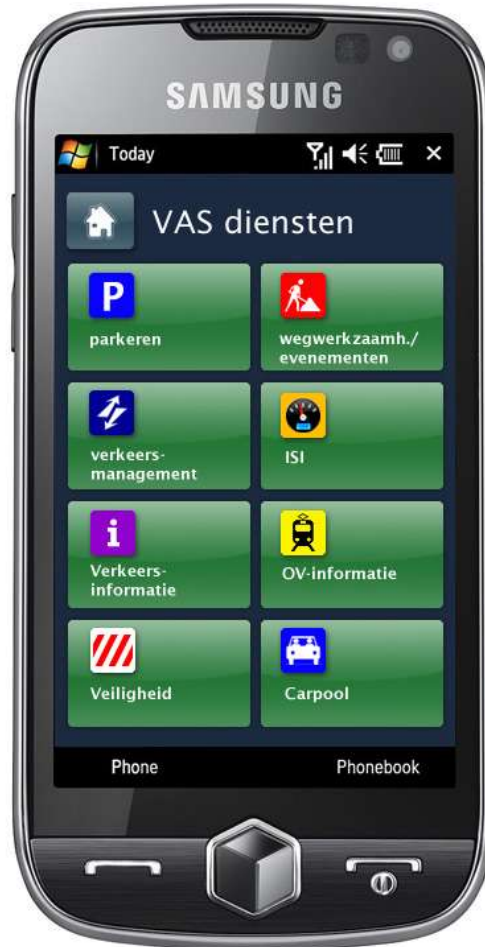 SAMSUNG
Today
VAS diensten
P
parkeren
wegwerkzaamh./
evenementen
verkeers-
management
ISI
i
Verkeers-
informatie
OV-informatie
Veiligheid
Carpool
Phone
Phonebook